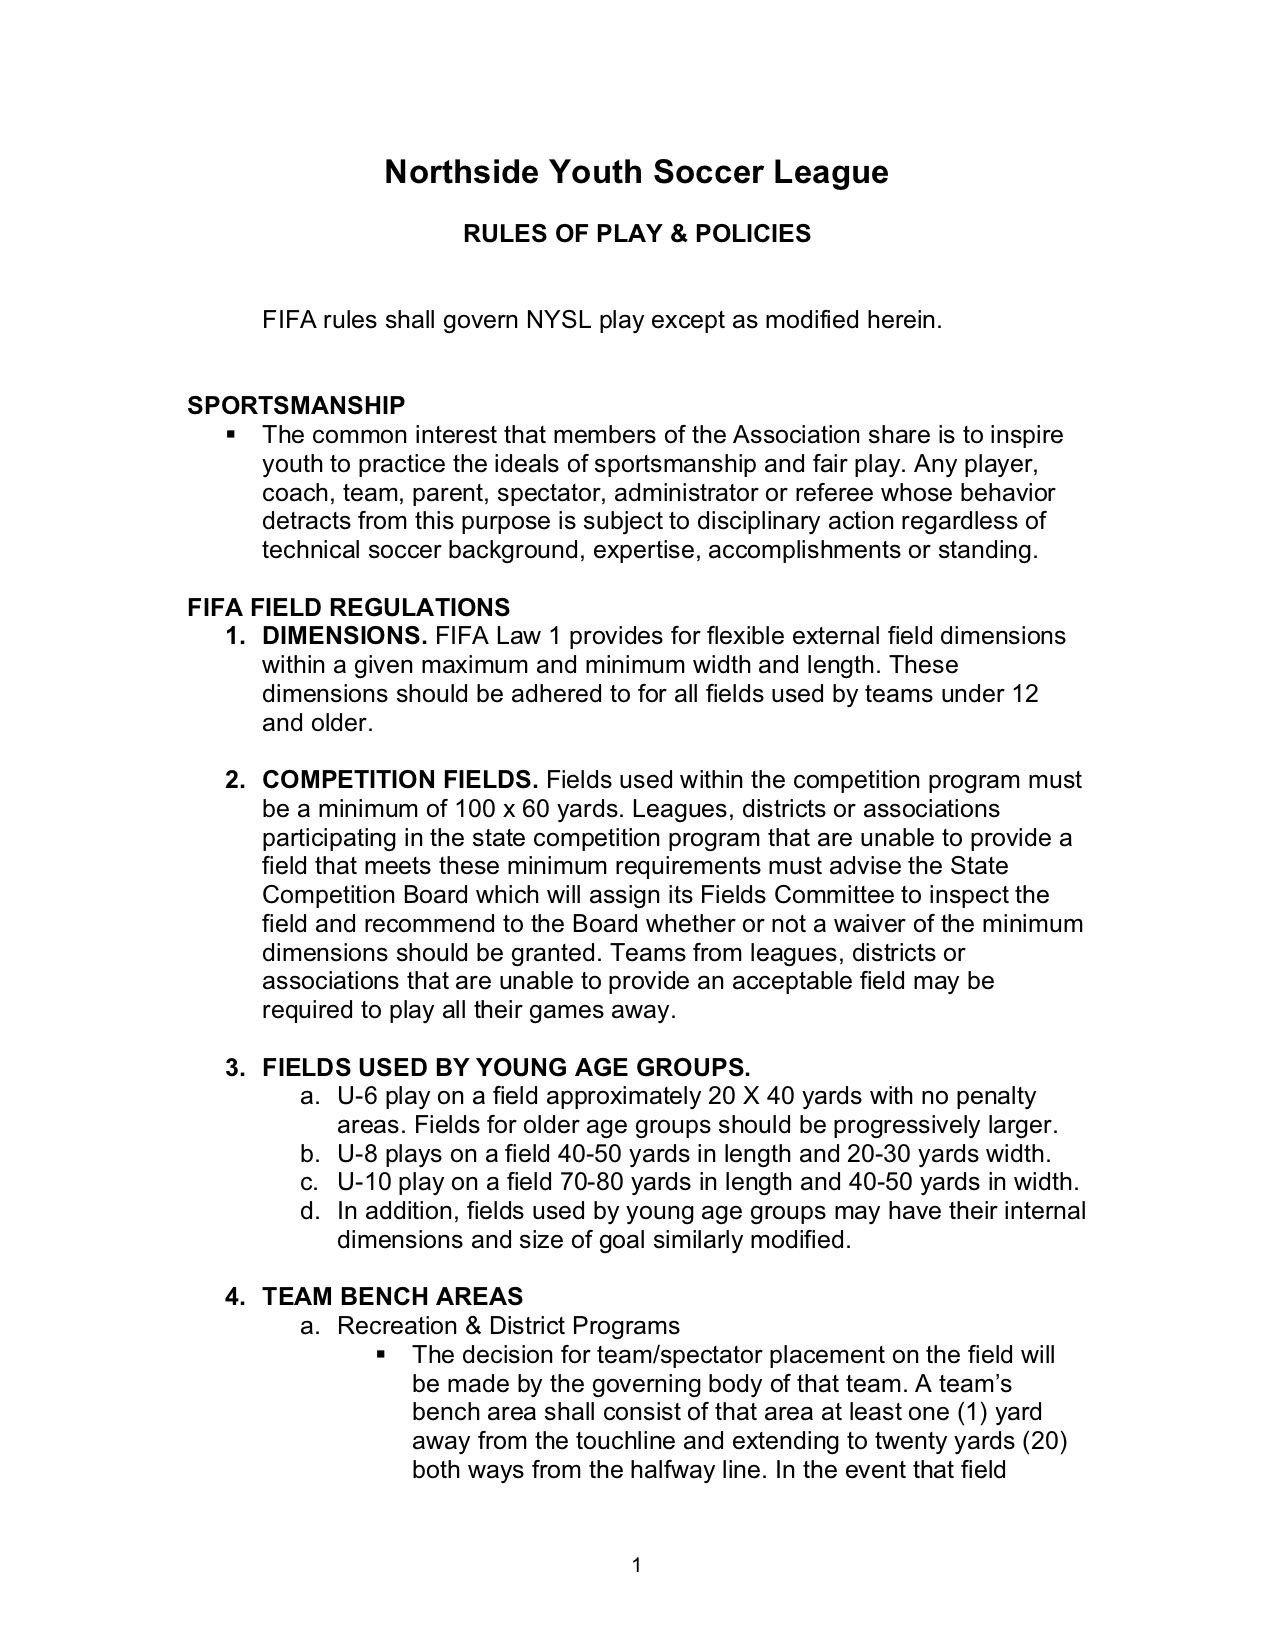 Northside Youth Soccer League
RULES OF PLAY & POLICIES
FIFA rules shall govern NYSL play except as modified herein.
SPORTSMANSHIP
▪ The common interest that members of the Association share is to inspire
youth to practice the ideals of sportsmanship and fair play. Any player,
coach, team, parent, spectator, administrator or referee whose behavior
detracts from this purpose is subject to disciplinary action regardless of
technical soccer background, expertise, accomplishments or standing.
FIFA FIELD REGULATIONS
1. DIMENSIONS. FIFA Law 1 provides for flexible external field dimensions
within a given maximum and minimum width and length. These
dimensions should be adhered to for all fields used by teams under 12
and older.
2. COMPETITION FIELDS. Fields used within the competition program must
be a minimum of 100 x 60 yards. Leagues, districts or associations
participating in the state competition program that are unable to provide a
field that meets these minimum requirements must advise the State
Competition Board which will assign its Fields Committee to inspect the
field and recommend to the Board whether or not a waiver of the minimum
dimensions should be granted. Teams from leagues, districts or
associations that are unable to provide an acceptable field may be
required to play all their games away.
3. FIELDS USED BY YOUNG AGE GROUPS.
a. U-6 play on a field approximately 20 X 40 yards with no penalty
areas. Fields for older age groups should be progressively larger.
b. U-8 plays on a field 40-50 yards in length and 20-30 yards width.
c. U-10 play on a field 70-80 yards in length and 40-50 yards in width.
d. In addition, fields used by young age groups may have their internal
dimensions and size of goal similarly modified.
4. TEAM BENCH AREAS
a. Recreation & District Programs
▪ The decision for team/spectator placement on the field will
be made by the governing body of that team. A team’s
bench area shall consist of that area at least one (1) yard
away from the touchline and extending to twenty yards (20)
both ways from the halfway line. In the event that field
1